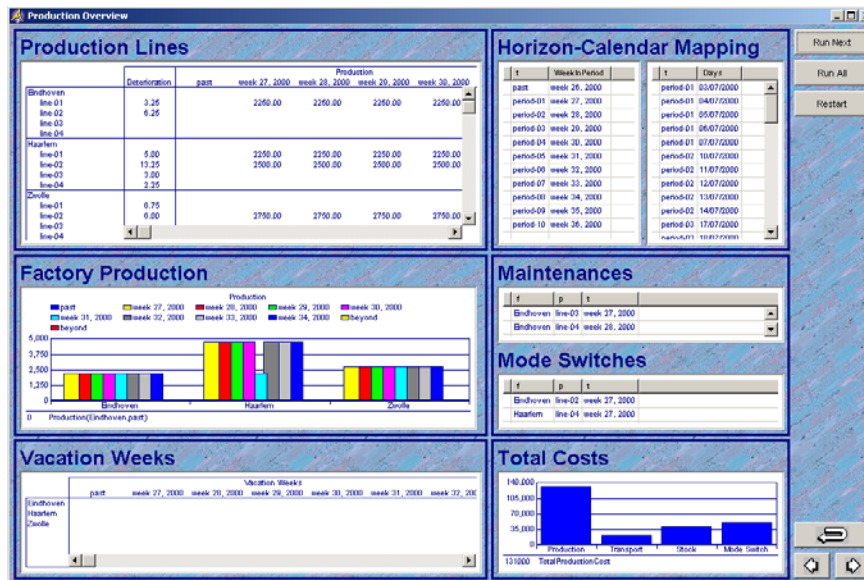 Production Overview
Production Lines
Production
Deterioration past week 27, 2000 week 28, 2000 week 29, 2000 week 30, 2000
Eindhoven
line-01 3.25 2250.00 2250.00 2250.00 2250.00
line-02 6.25
line-03
line-04
Haarlem
line-01 5.00 2250.00 2250.00 2250.00 2250.00
line-02 13.25 2500.00 2500.00 2500.00 2500.00
line-03 3.00
line-04 2.25
Zwolle
line-01 6.75
line-02 6.00 2750.00 2750.00 2750.00 2750.00
line-03
line-04
Horizon-Calendar Mapping
t WeekInPeriod
past week 26, 2000
period-01 week 27, 2000
period-02 week 28, 2000
period-03 week 29, 2000
period-04 week 30, 2000
period-05 week 31, 2000
period-06 week 32, 2000
period-07 week 33, 2000
period-08 week 34, 2000
period-09 week 35, 2000
period-10 week 36, 2000
t Days
period-01 03/07/2000
period-01 04/07/2000
period-01 05/07/2000
period-01 06/07/2000
period-01 07/07/2000
period-02 10/07/2000
period-02 11/07/2000
period-02 12/07/2000
period-02 13/07/2000
period-02 14/07/2000
period-03 17/07/2000
period-03 18/07/2000
Run Next
Run All
Restart
Factory Production
Production
past week 27, 2000 week 28, 2000 week 29, 2000 week 30, 2000
week 31, 2000 week 32, 2000 week 33, 2000 week 34, 2000 beyond
beyond
5,000
3,750
2,500
1,250
0
Eindhoven Haarlem Zwolle
0 Production(Eindhoven,past)
Maintenances
f p t
Eindhoven line-03 week 27, 2000
Eindhoven line-04 week 28, 2000
Mode Switches
f p t
Eindhoven line-02 week 27, 2000
Haarlem line-04 week 27, 2000
Vacation Weeks
Vacation Weeks
past week 27, 2000 week 28, 2000 week 29, 2000 week 30, 2000 week 31, 2000 week 32, 200
Eindhoven
Haarlem
Zwolle
Total Costs
140,000
105,000
70,000
35,000
0
Production Transport Stock Mode Switch
131000 TotalProductionCost